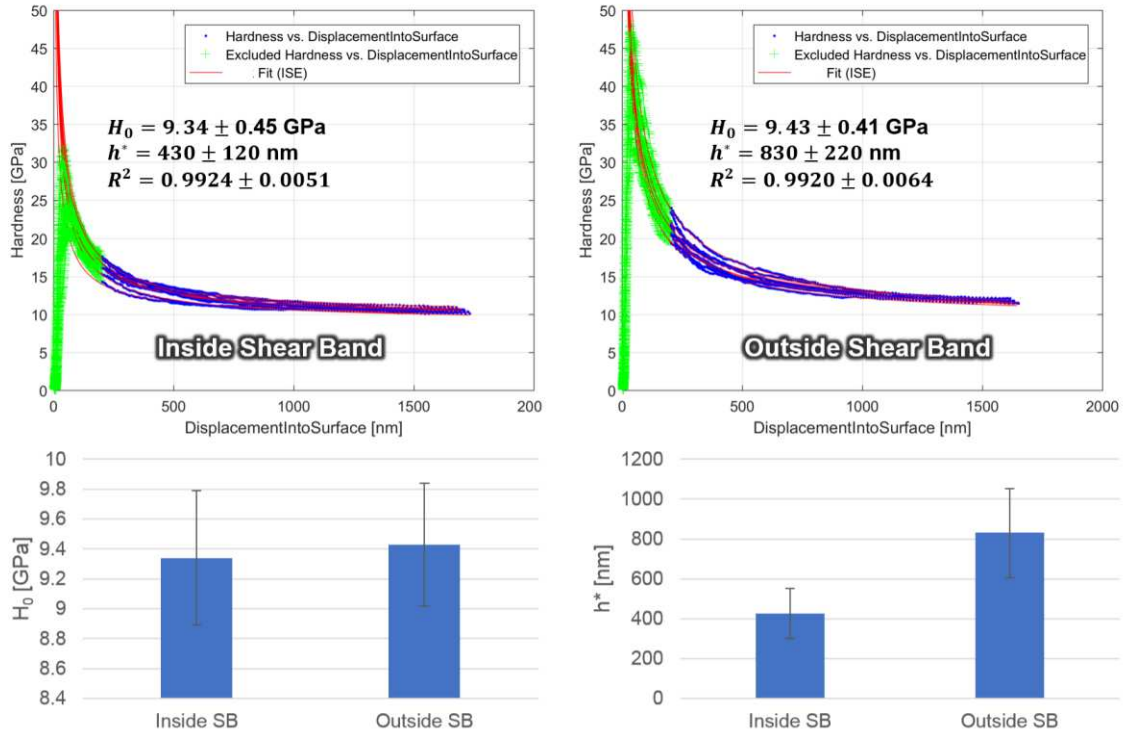 50
45
40
35
30
25
20
15
10
5
0
Hardness [GPa]
Hardness vs. DisplacementIntoSurface
Excluded Hardness vs. DisplacementIntoSurface
Fit (ISE)
H₀ = 9.34 ± 0.45 GPa
h* = 430 ± 120 nm
R² = 0.9924 ± 0.0051
Inside Shear Band
0 500 1000 1500 200
DisplacementIntoSurface [nm]
50
45
40
35
30
25
20
15
10
5
0
Hardness [GPa]
Hardness vs. DisplacementIntoSurface
Excluded Hardness vs. DisplacementIntoSurface
Fit (ISE)
H₀ = 9.43 ± 0.41 GPa
h* = 830 ± 220 nm
R² = 0.9920 ± 0.0064
Outside Shear Band
0 500 1000 1500 2000
DisplacementIntoSurface [nm]
10
9.8
9.6
9.4
9.2
9
8.8
8.6
8.4
H₀ [GPa]
Inside SB Outside SB
1200
1000
800
600
400
200
0
h* [nm]
Inside SB Outside SB